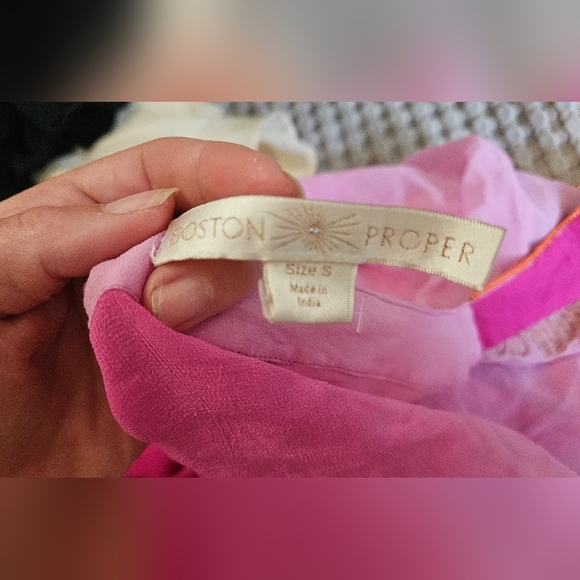 BOSTON PROPER
Size S
Made in
India